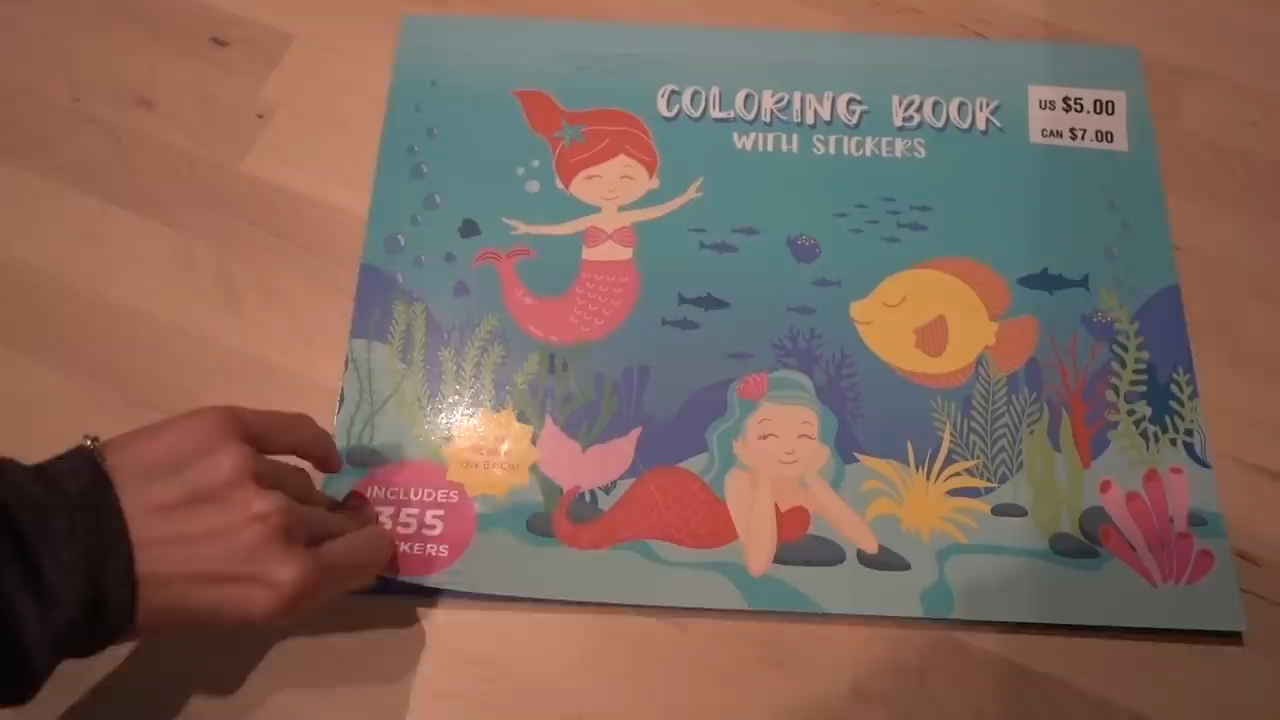 COLORING BOOK
WITH STICKERS
US $5.00
CAN $7.00
INCLUDES
355